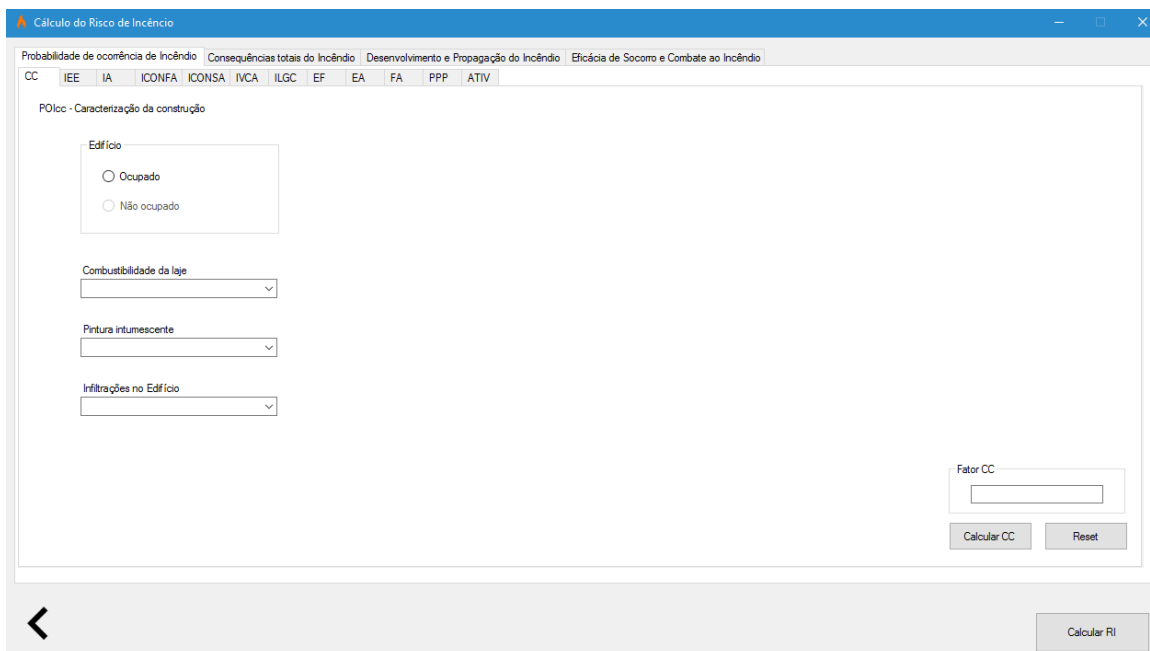 Cálculo do Risco de Incêncio
Probabilidade de ocorrência de Incêndio Consequências totais do Incêndio Desenvolvimento e Propagação do Incêndio Eficácia de Socorro e Combate ao Incêndio
CC IEE IA ICONFA ICONSA IVCA ILGC EF EA FA PPP ATIV
POIcc - Caracterização da construção
Edifício
Ocupado
Não ocupado
Combustibilidade da laje
Pintura intumescente
Infiltrações no Edifício
Fator CC
Calcular CC Reset
Calcular RI